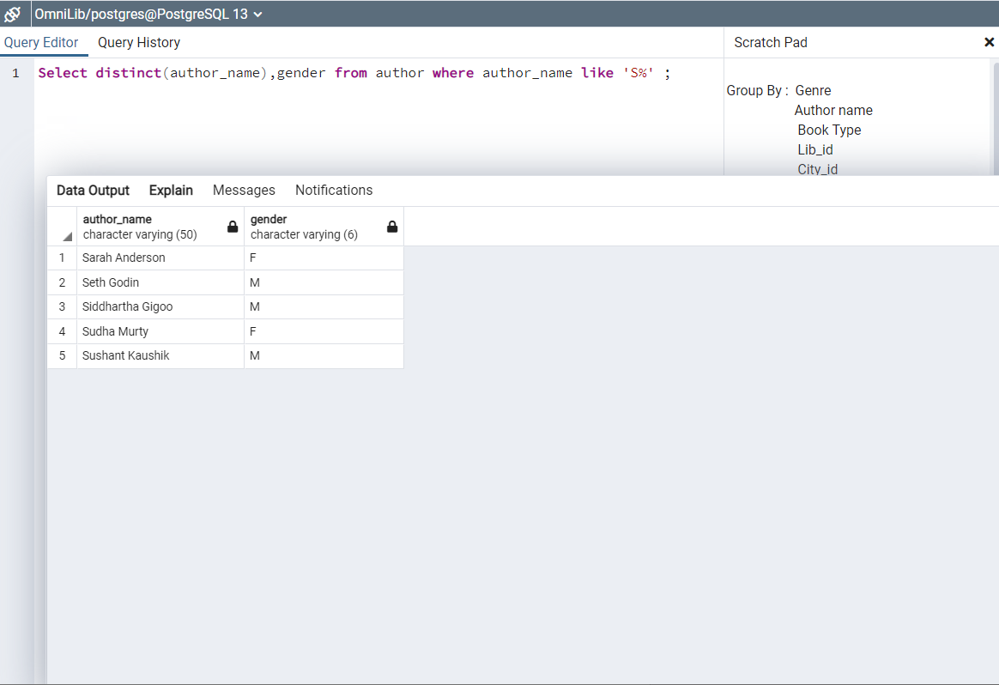 OmniLib/postgres@PostgreSQL 13
Query Editor Query History
Scratch Pad
1 Select distinct(author_name),gender from author where author_name like 'S%' ;
Group By : Genre
Author name
Book Type
Lib_id
City_id
Data Output Explain Messages Notifications
author_name gender
character varying (50) character varying (6)
1 Sarah Anderson F
2 Seth Godin M
3 Siddhartha Gigoo M
4 Sudha Murty F
5 Sushant Kaushik M